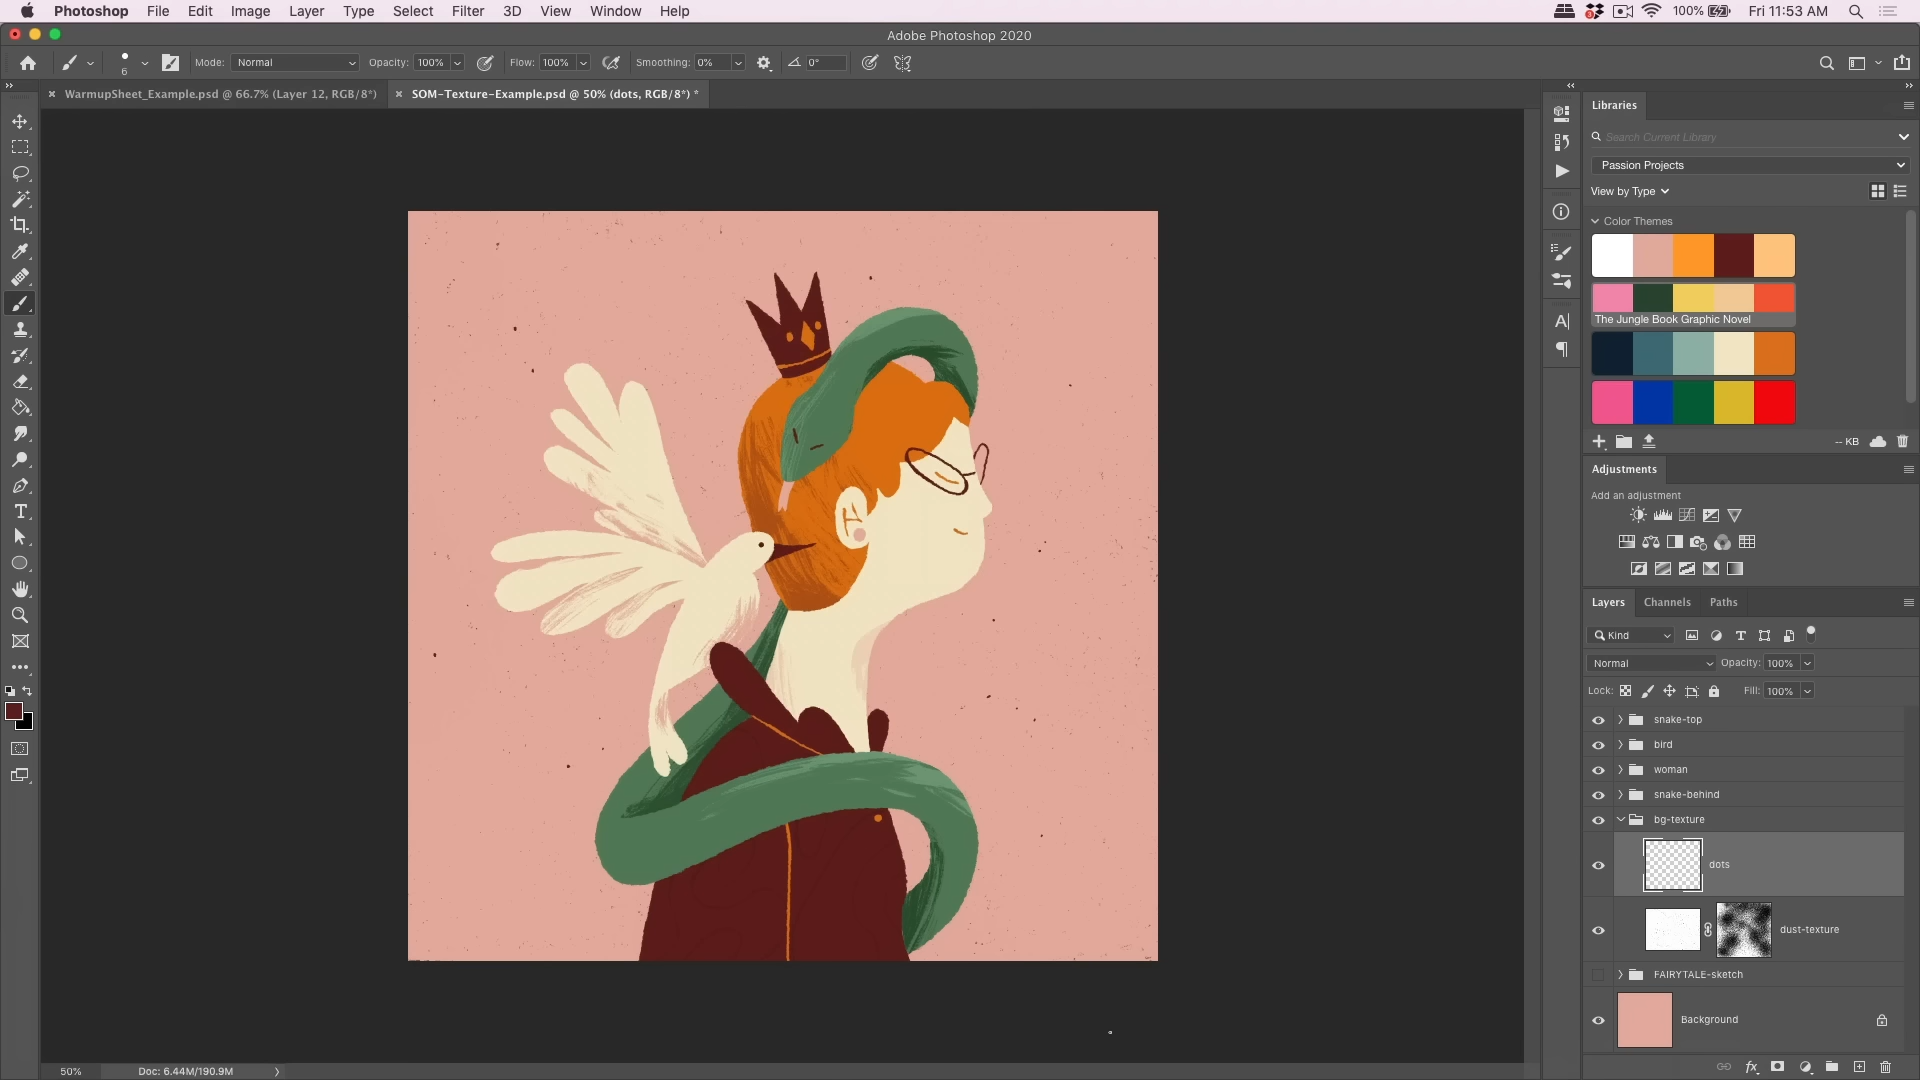 Photoshop File Edit Image Layer Type Select Filter 3D View Window Help 100% Fri 11:53 AM
Adobe Photoshop 2020
6 Mode: Normal Opacity: 100% Flow: 100% Smoothing: 0% 0°
WarmupSheet_Example.psd @ 66.7% (Layer 12, RGB/8*) SOM-Texture-Example.psd @ 50% (dots, RGB/8*) *
Libraries
Search Current Library
Passion Projects
View by Type
Color Themes
The Jungle Book Graphic Novel
-- KB
Adjustments
Add an adjustment
Layers Channels Paths
Kind
Normal Opacity: 100%
Lock: Fill: 100%
snake-top
bird
woman
snake-behind
bg-texture
dots
dust-texture
FAIRYTALE-sketch
Background
50% Doc: 6.44M/190.9M